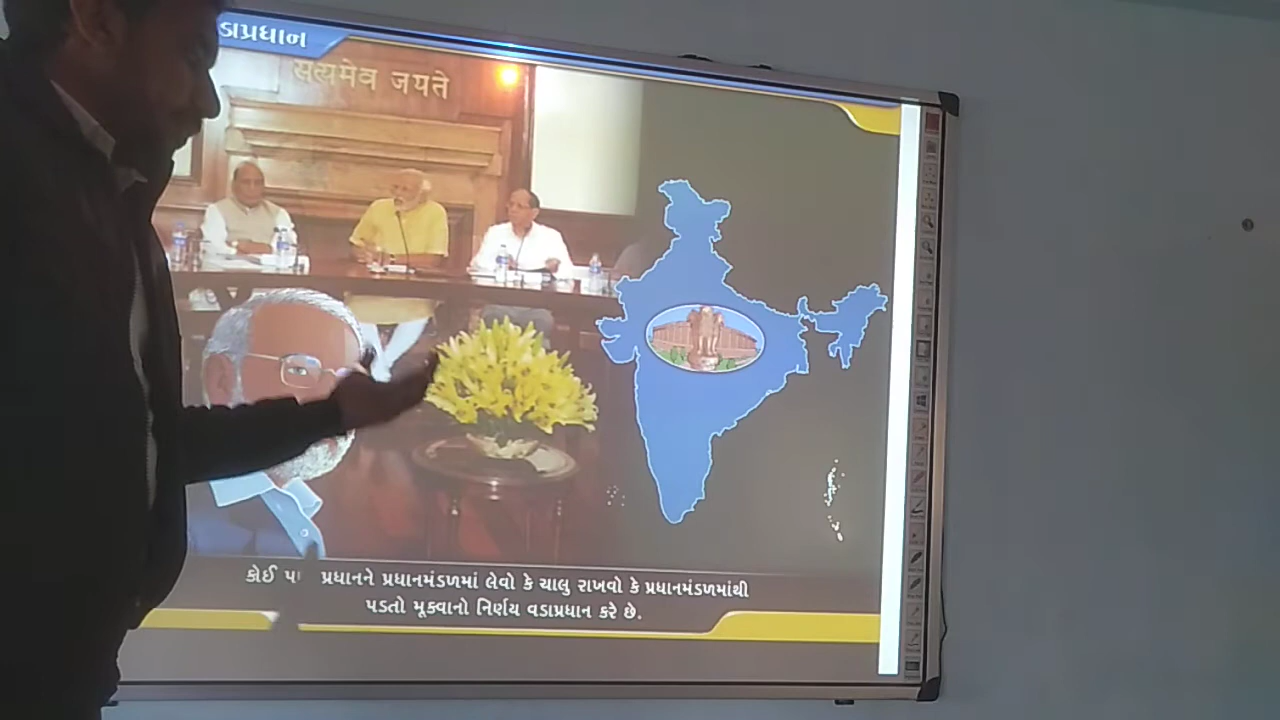 ડાપ્રધાન
सत्यमेव जयते
કોઈ પ પ્રધાનને પ્રધાનમંડળમાં લેવો કે ચાલુ રાખવો કે પ્રધાનમંડળમાંથી
પડતો મૂકવાનો નિર્ણય વડાપ્રધાન કરે છે.